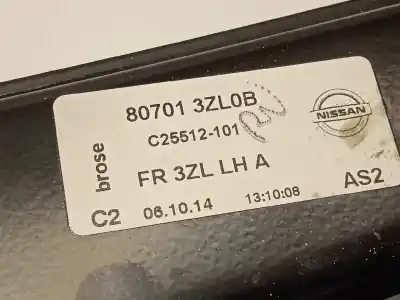 80701 3ZL0B
C25512-101
NISSAN
brose
FR 3ZL LH A
C2 06.10.14 13:10:08 AS2